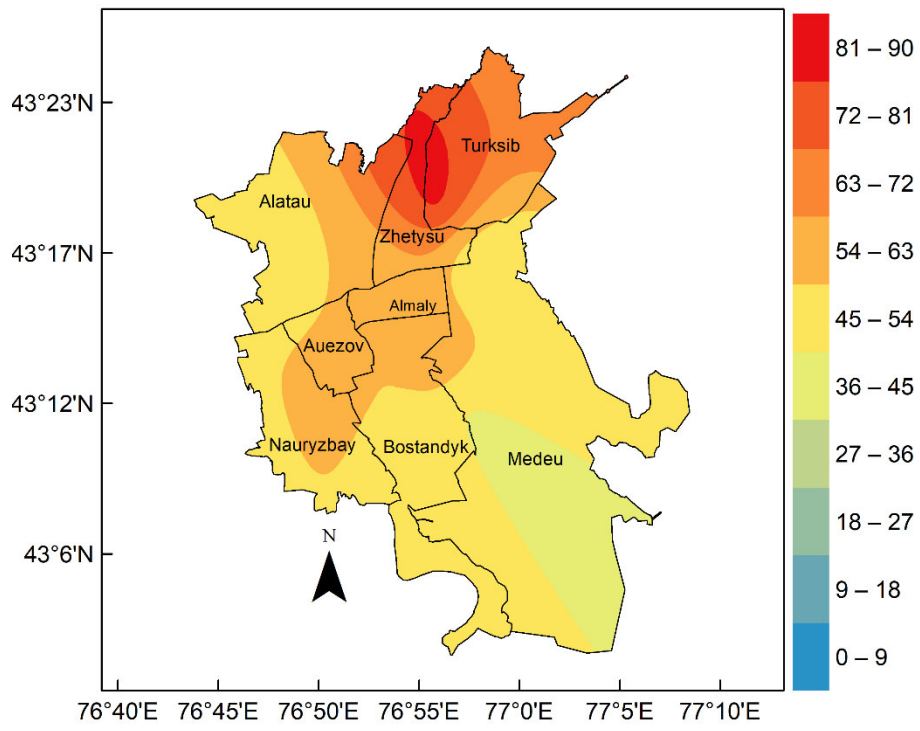 43°23'N
43°17'N
43°12'N
43°6'N
Turksib
Alatau
Zhetysu
Almaly
Auezov
Nauryzbay
Bostandyk
Medeu
N
76°40'E
76°45'E
76°50'E
76°55'E
77°0'E
77°5'E
77°10'E
81 – 90
72 – 81
63 – 72
54 – 63
45 – 54
36 – 45
27 – 36
18 – 27
9 – 18
0 – 9